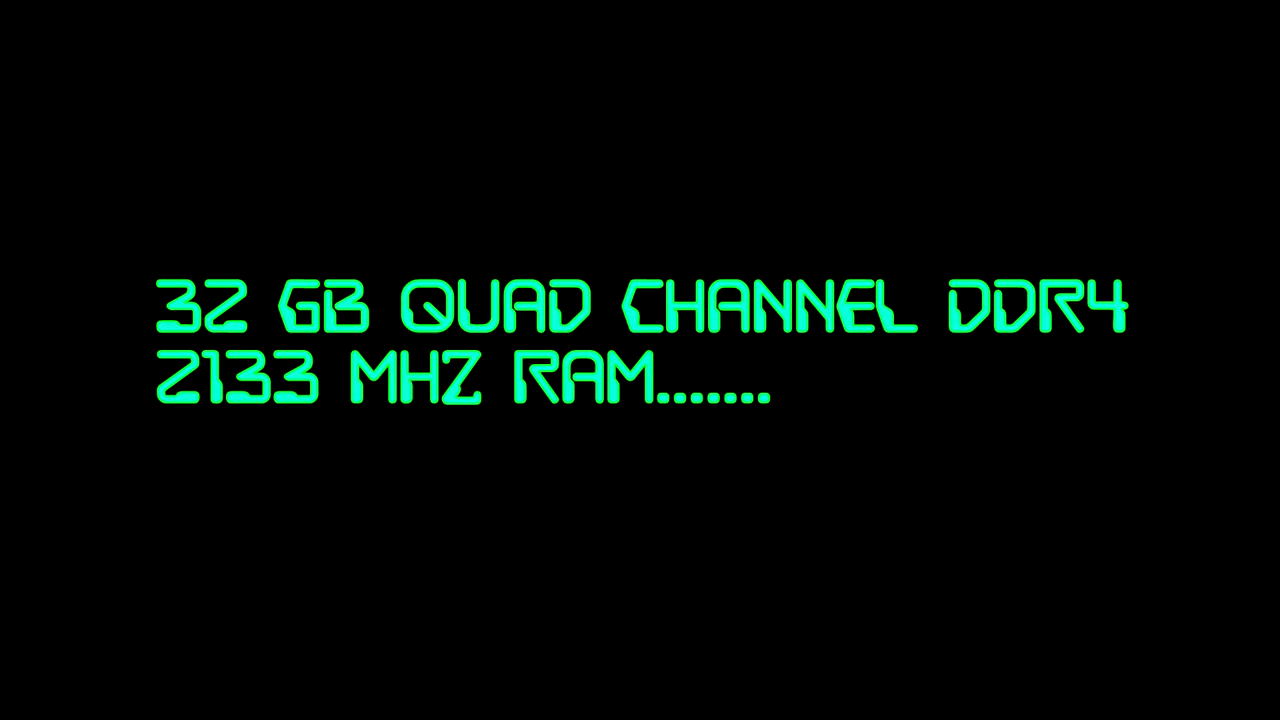 32 GB QUAD CHANNEL DDR4
2133 MHZ RAM.......